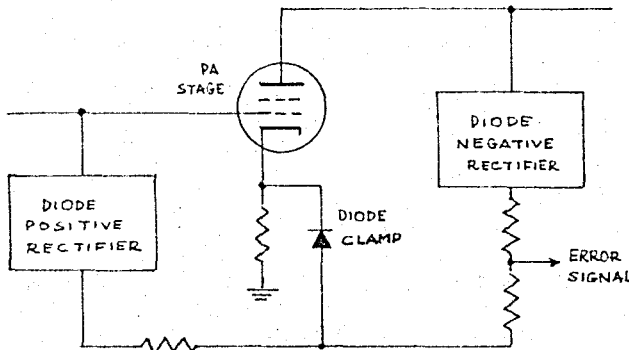 PA
STAGE
DIODE
NEGATIVE
RECTIFIER
DIODE
POSITIVE
RECTIFIER
DIODE
CLAMP
ERROR
SIGNAL